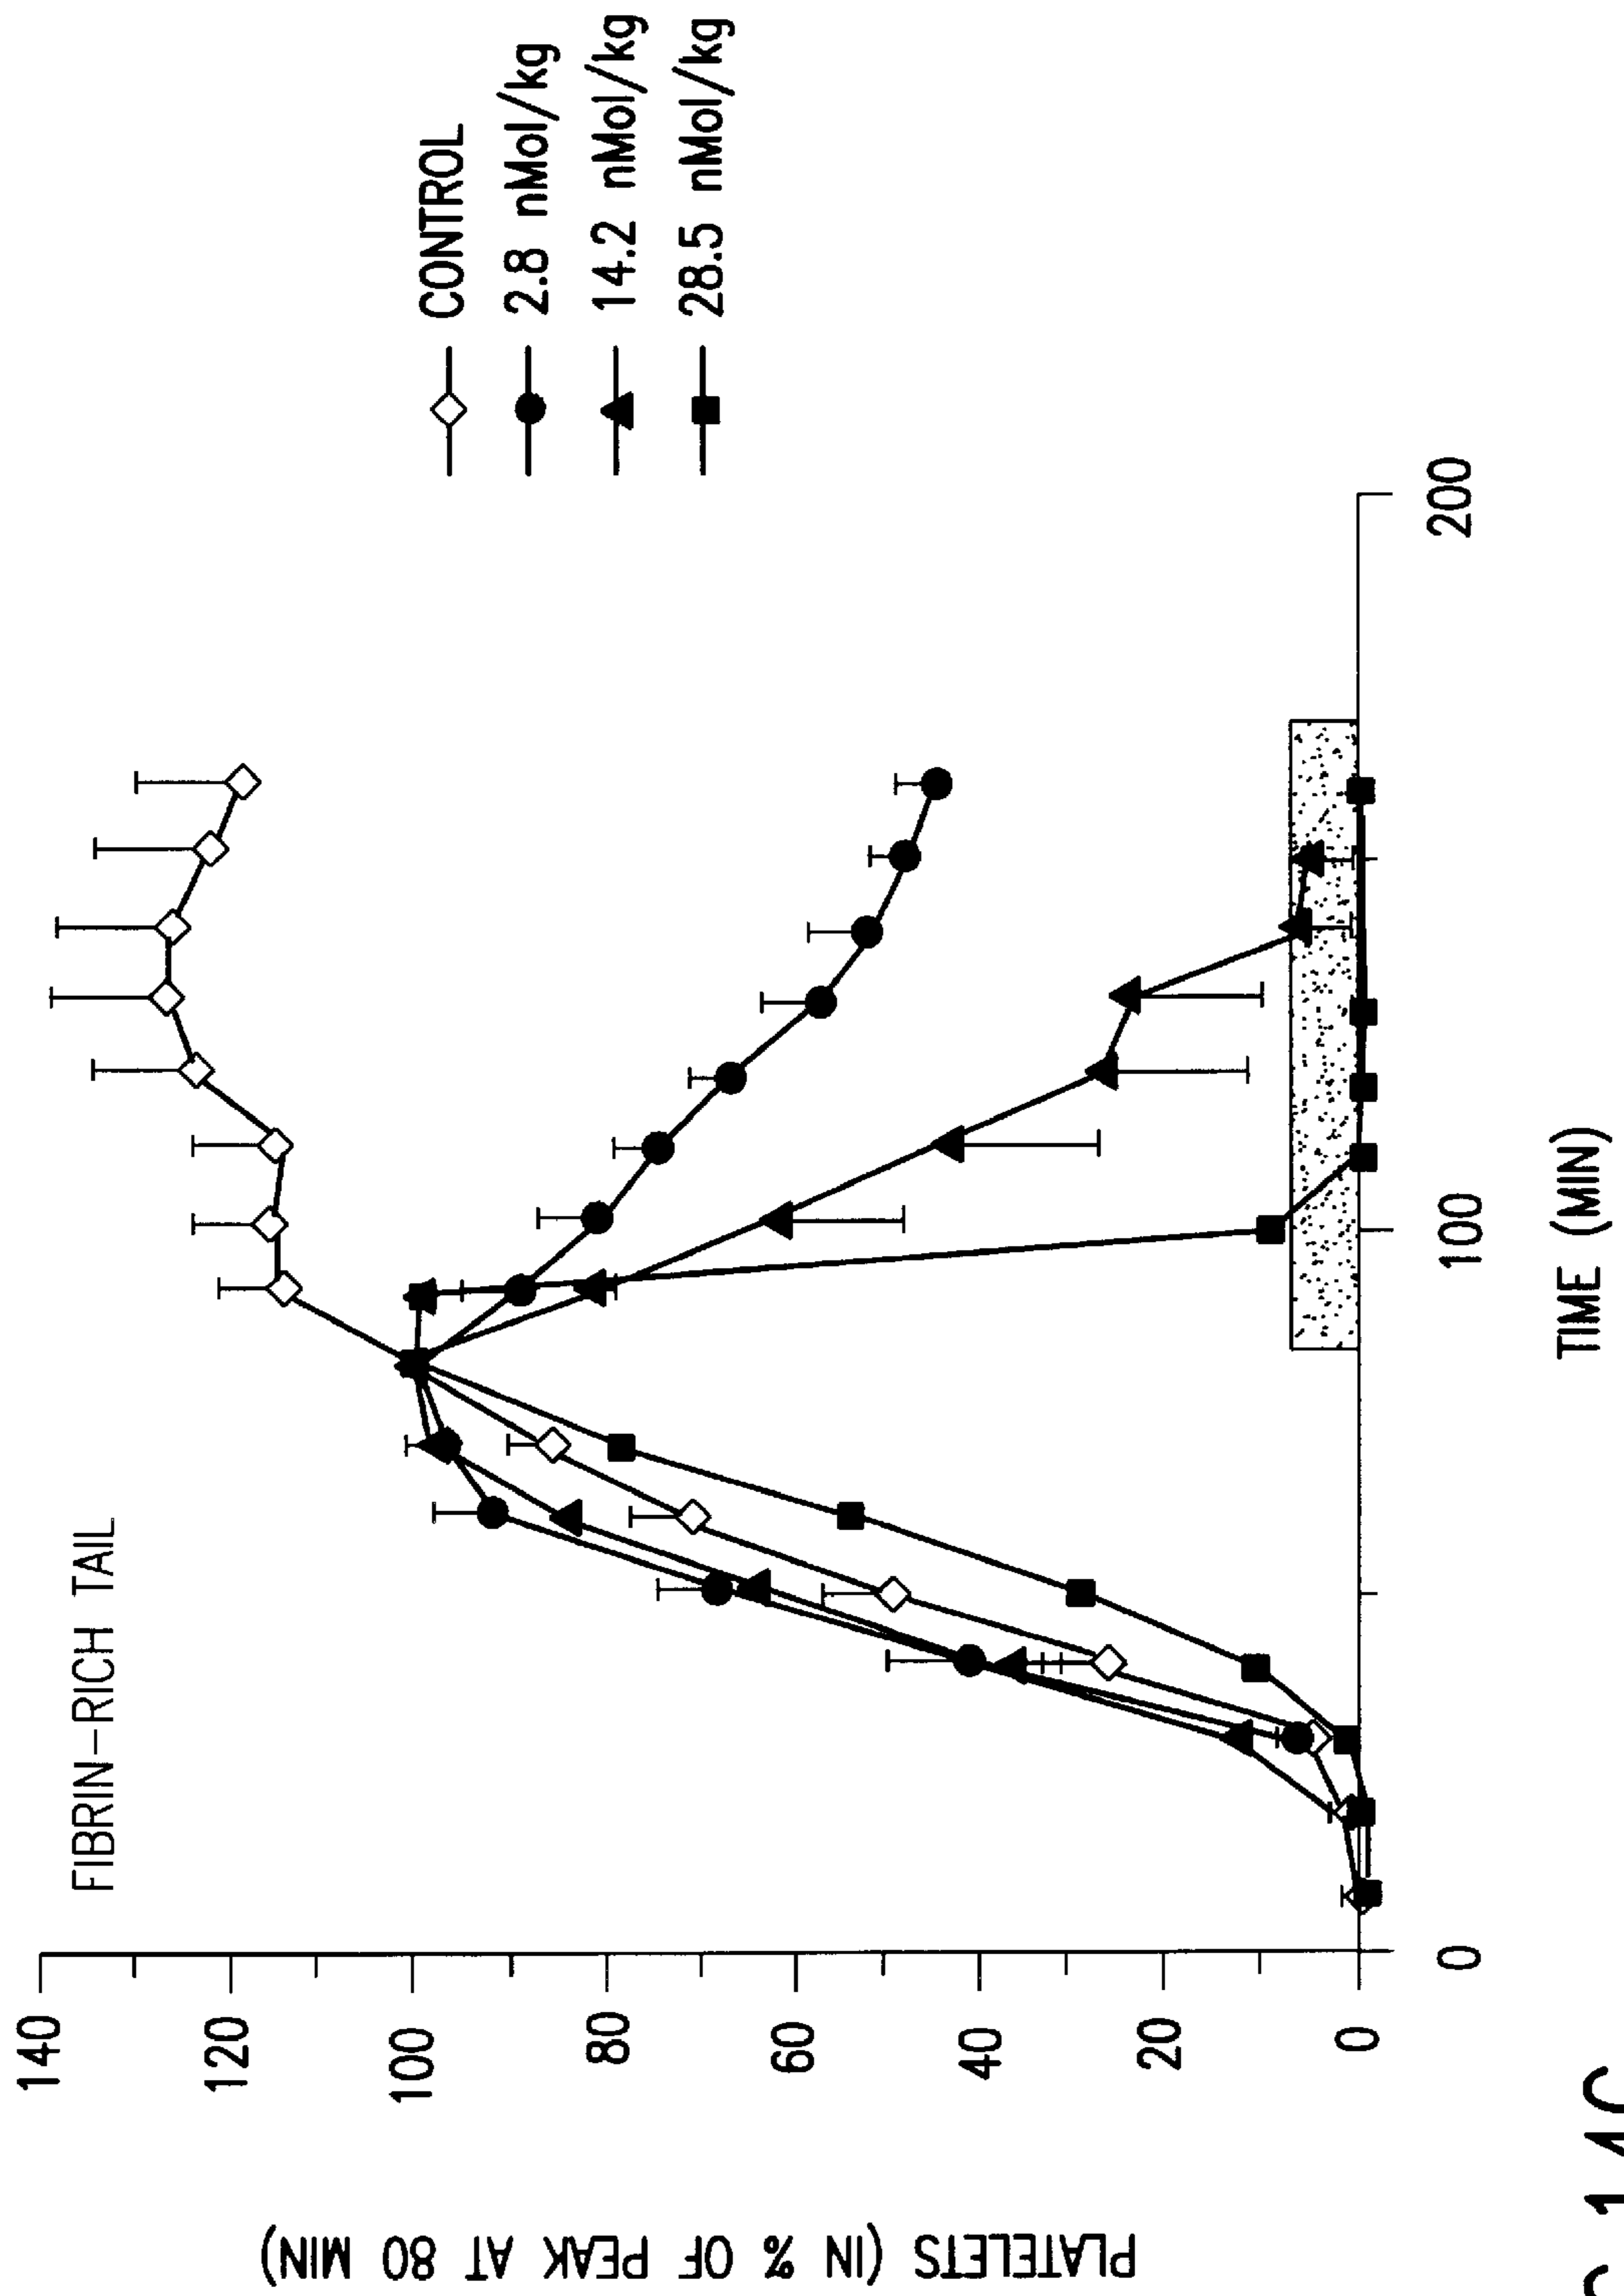 FIBRIN-RICH TAIL
PLATELETS (IN % OF PEAK AT 80 MIN)
140
120
100
80
60
40
20
0
0
100
200
TIME (MIN)
CONTROL
2.8 nMol/kg
14.2 nMol/kg
28.5 nMol/kg